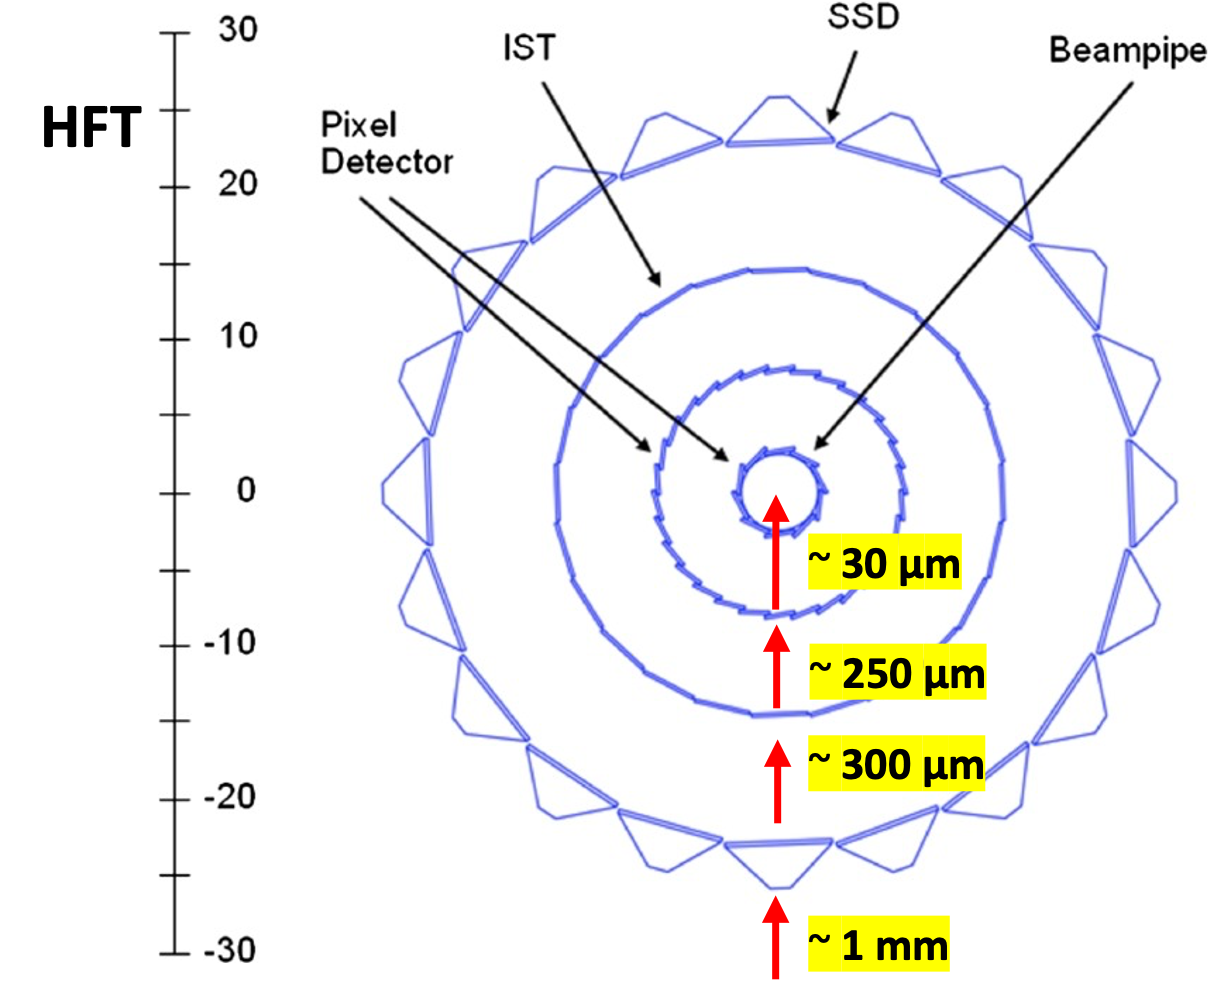 HFT
30
20
10
0
-10
-20
-30
Pixel
Detector
IST
SSD
Beampipe
~ 30 µm
~ 250 µm
~ 300 µm
~ 1 mm